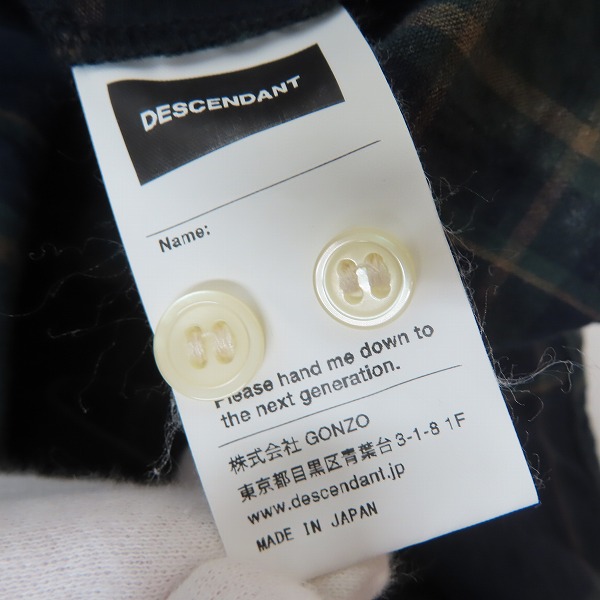 DESCENDANT
Name:
Please hand me down to
the next generation.
株式会社 GONZO
東京都目黒区青葉台3-1-8 1F
www.descendant.jp
MADE IN JAPAN